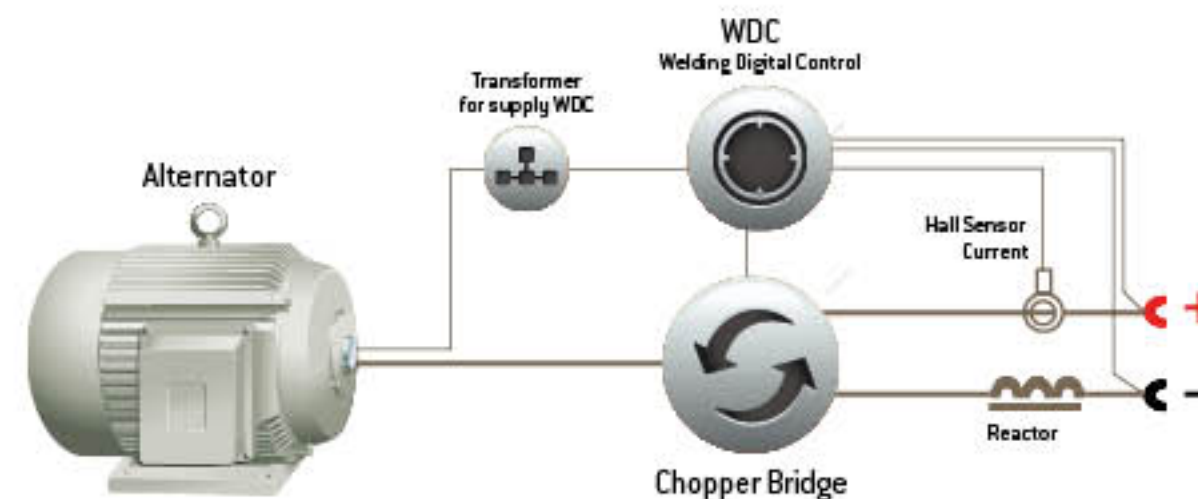 WDC
Welding Digital Control
Transformer
for supply WDC
Alternator
Hall Sensor
Current
+
-
Reactor
Chopper Bridge